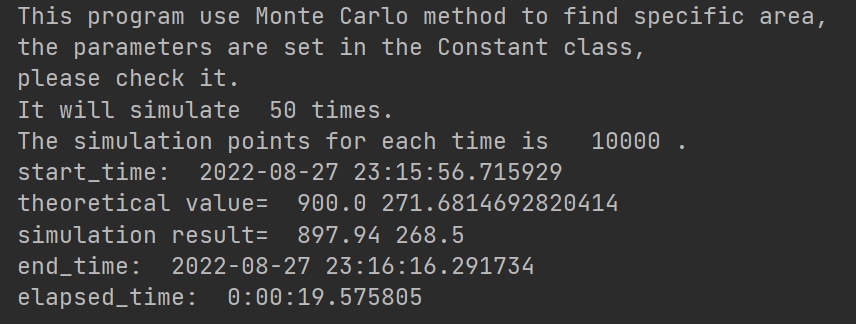 This program use Monte Carlo method to find specific area,
the parameters are set in the Constant class,
please check it.
It will simulate  50 times.
The simulation points for each time is   10000 .
start_time:  2022-08-27 23:15:56.715929
theoretical value=  900.0 271.6814692820414
simulation result=  897.94 268.5
end_time:  2022-08-27 23:16:16.291734
elapsed_time:  0:00:19.575805